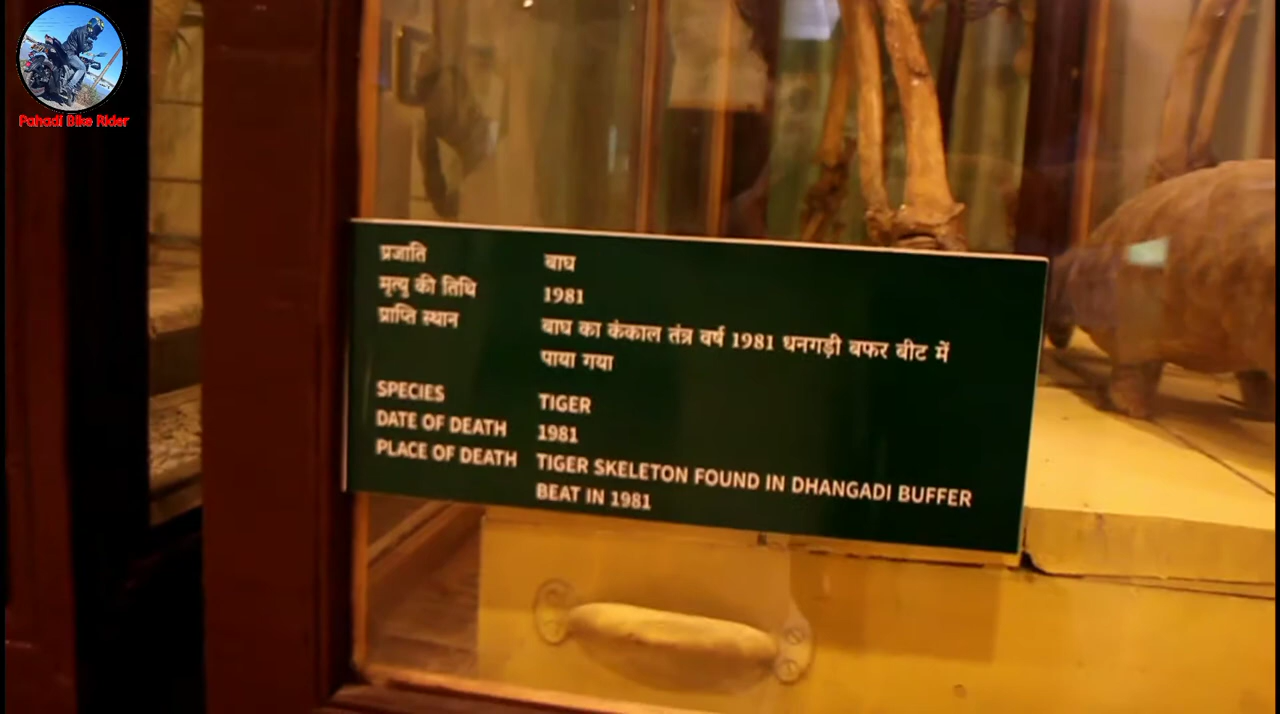 Pahadi Bike Rider
प्रजाति बाघ
मृत्यु की तिथि 1981
प्राप्ति स्थान बाघ का कंकाल तंत्र वर्ष 1981 धनगड़ी बफर बीट में
पाया गया
SPECIES TIGER
DATE OF DEATH 1981
PLACE OF DEATH TIGER SKELETON FOUND IN DHANGADI BUFFER
BEAT IN 1981